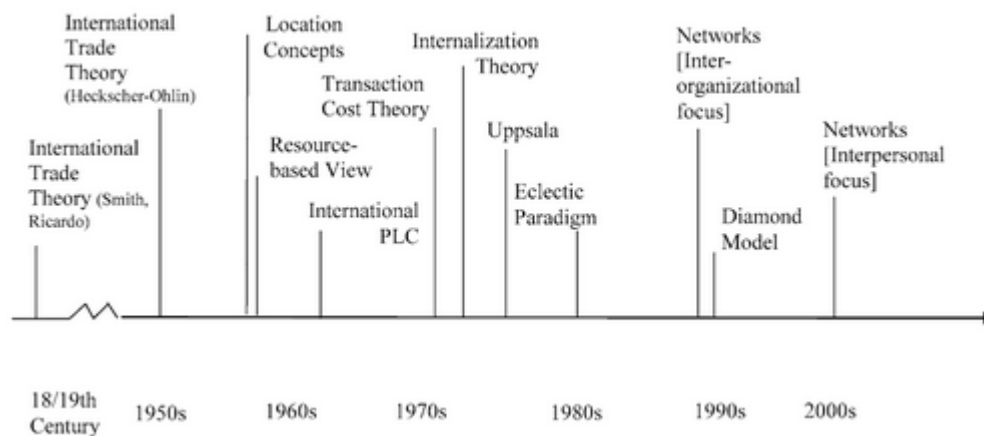 International
Trade
Theory
(Heckscher-Ohlin)
International
Trade
Theory (Smith,
Ricardo)
Location
Concepts
Resource-
based View
International
PLC
Transaction
Cost Theory
Internalization
Theory
Uppsala
Eclectic
Paradigm
Networks
[Inter-
organizational
focus]
Diamond
Model
Networks
[Interpersonal
focus]
18/19th
Century
1950s
1960s
1970s
1980s
1990s
2000s